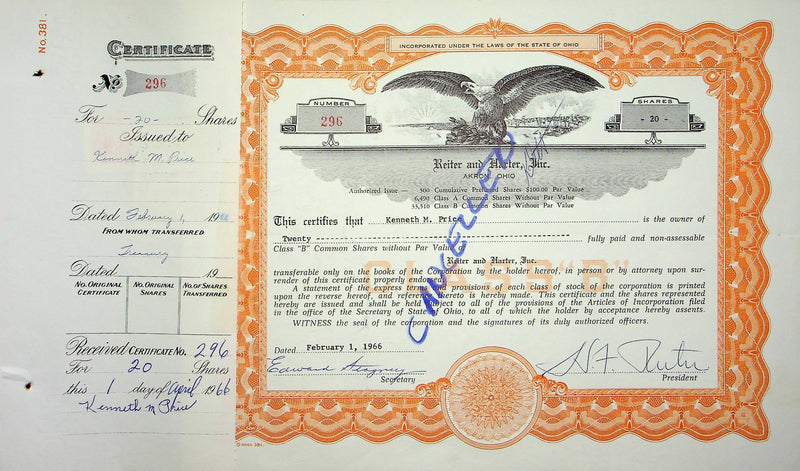 No. 381.
CERTIFICATE
No 296
For -20- Shares
Issued to
Kenneth M. Price
Dated February 1, 1966
FROM WHOM TRANSFERRED
Treasury
Dated 19
No. ORIGINAL CERTIFICATE
No. ORIGINAL SHARES
No. OF SHARES TRANSFERRED
Received CERTIFICATE No. 296
For 20 Shares
this 1 day of April 1966
Kenneth M Price
INCORPORATED UNDER THE LAWS OF THE STATE OF OHIO
NUMBER
296
SHARES
- 20 -
Reiter and Harter, Inc.
AKRON, OHIO
Authorized Issue — 500 Cumulative Preferred Shares $100.00 Par Value
6,490 Class A Common Shares Without Par Value
33,510 Class B Common Shares Without Par Value
CANCELLED
This certifies that Kenneth M. Price is the owner of
Twenty fully paid and non-assessable
Class "B" Common Shares without Par Value
Reiter and Harter, Inc.
CLASS "B"
transferable only on the books of the Corporation by the holder hereof, in person or by attorney upon sur-
render of this certificate properly endorsed.
A statement of the express terms and provisions of the class of stock of the corporation is printed
upon the reverse hereof, and reference hereto is hereby made. This certificate and the shares represented
hereby are issued and shall be held subject to all of the provisions of the Articles of Incorporation filed
in the office of the Secretary of State of Ohio, to all of which the holder by acceptance hereby assents.
WITNESS the seal of the corporation and the signatures of its duly authorized officers.
Dated February 1, 1966
Edward
Secretary
H. F. Reiter
President
© GOES 381.